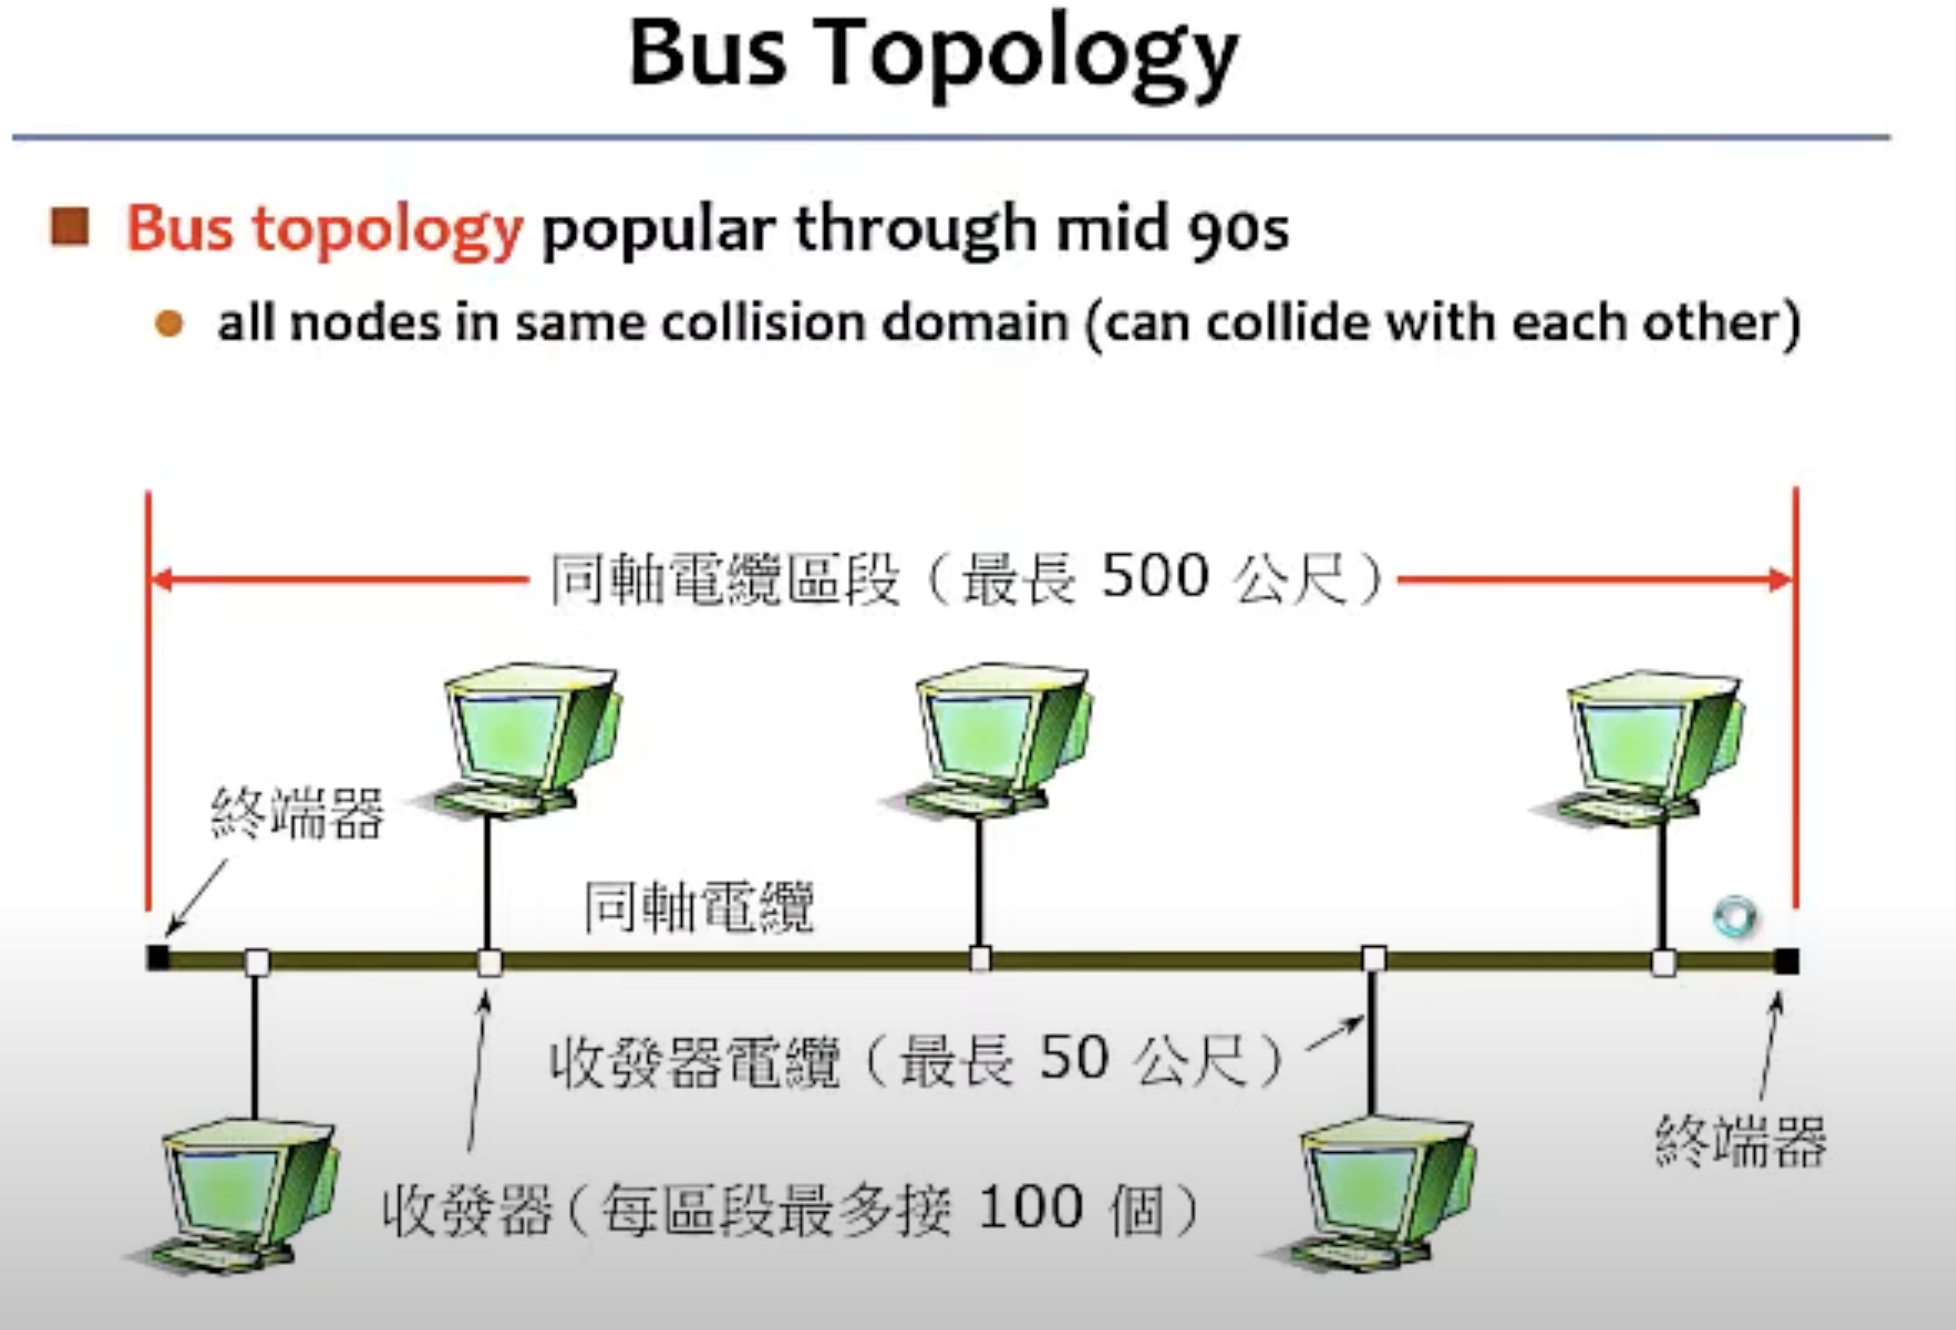 Bus Topology
Bus topology popular through mid 90s
all nodes in same collision domain (can collide with each other)
同軸電纜區段（最長 500 公尺）
終端器
同軸電纜
收發器電纜（最長 50 公尺）
終端器
收發器（每區段最多接 100 個）